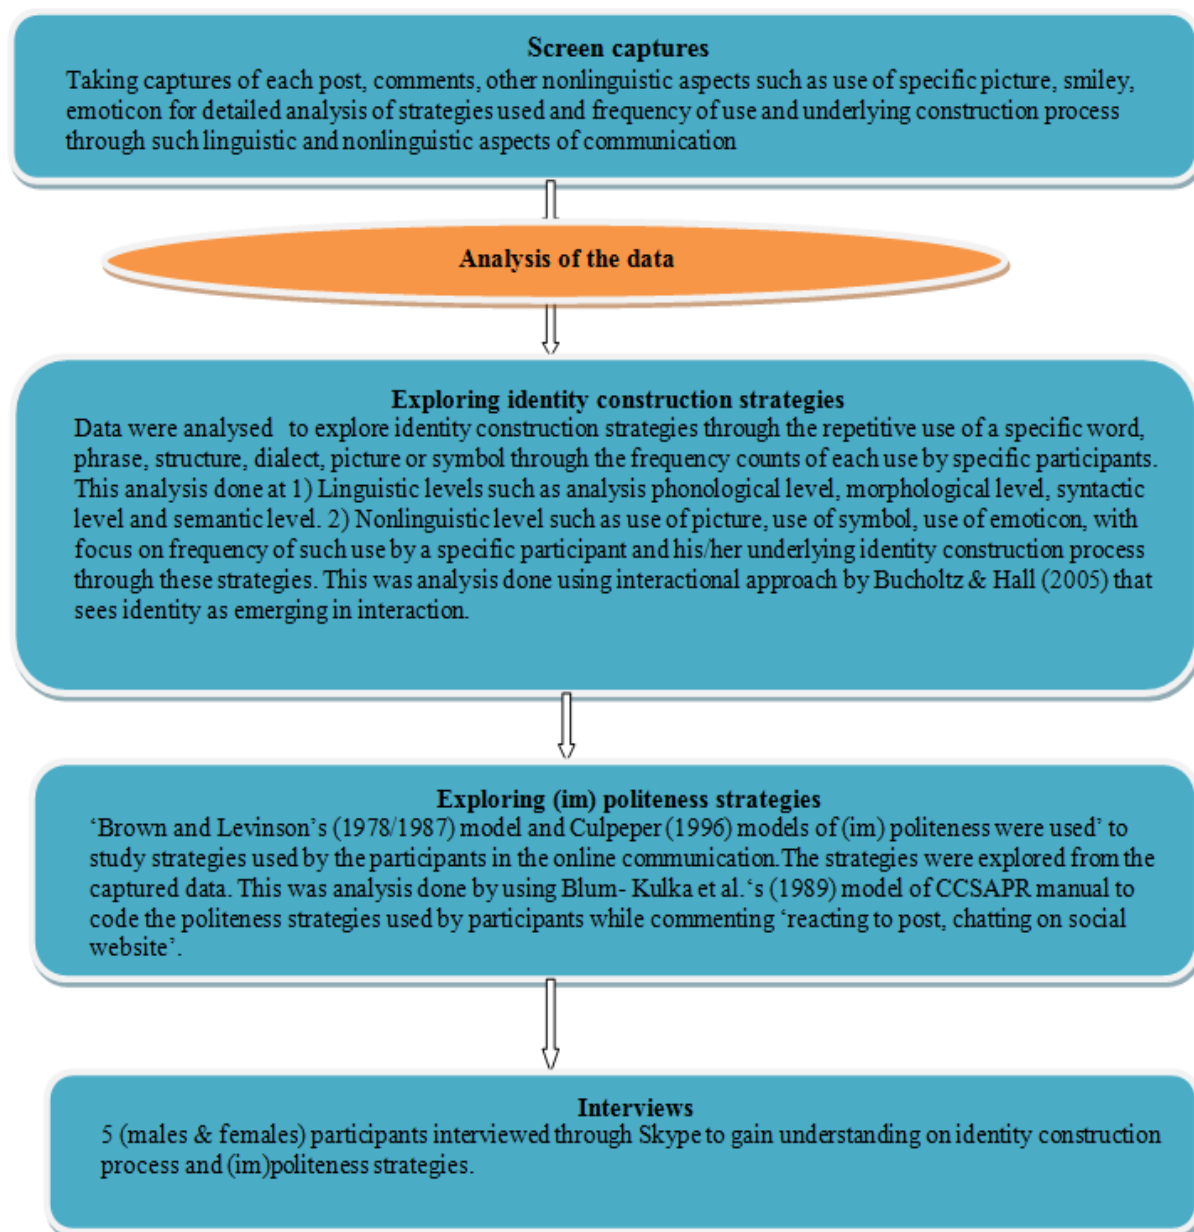 Screen captures
Taking captures of each post, comments, other nonlinguistic aspects such as use of specific picture, smiley,
emoticon for detailed analysis of strategies used and frequency of use and underlying construction process
through such linguistic and nonlinguistic aspects of communication
Analysis of the data
Exploring identity construction strategies
Data were analysed to explore identity construction strategies through the repetitive use of a specific word,
phrase, structure, dialect, picture or symbol through the frequency counts of each use by specific participants.
This analysis done at 1) Linguistic levels such as analysis phonological level, morphological level, syntactic
level and semantic level. 2) Nonlinguistic level such as use of picture, use of symbol, use of emoticon, with
focus on frequency of such use by a specific participant and his/her underlying identity construction process
through these strategies. This was analysis done using interactional approach by Bucholtz & Hall (2005) that
sees identity as emerging in interaction.
Exploring (im) politeness strategies
‘Brown and Levinson’s (1978/1987) model and Culpeper (1996) models of (im) politeness were used’ to
study strategies used by the participants in the online communication.The strategies were explored from the
captured data. This was analysis done by using Blum- Kulka et al.‘s (1989) model of CCSAPR manual to
code the politeness strategies used by participants while commenting ‘reacting to post, chatting on social
website’.
Interviews
5 (males & females) participants interviewed through Skype to gain understanding on identity construction
process and (im)politeness strategies.